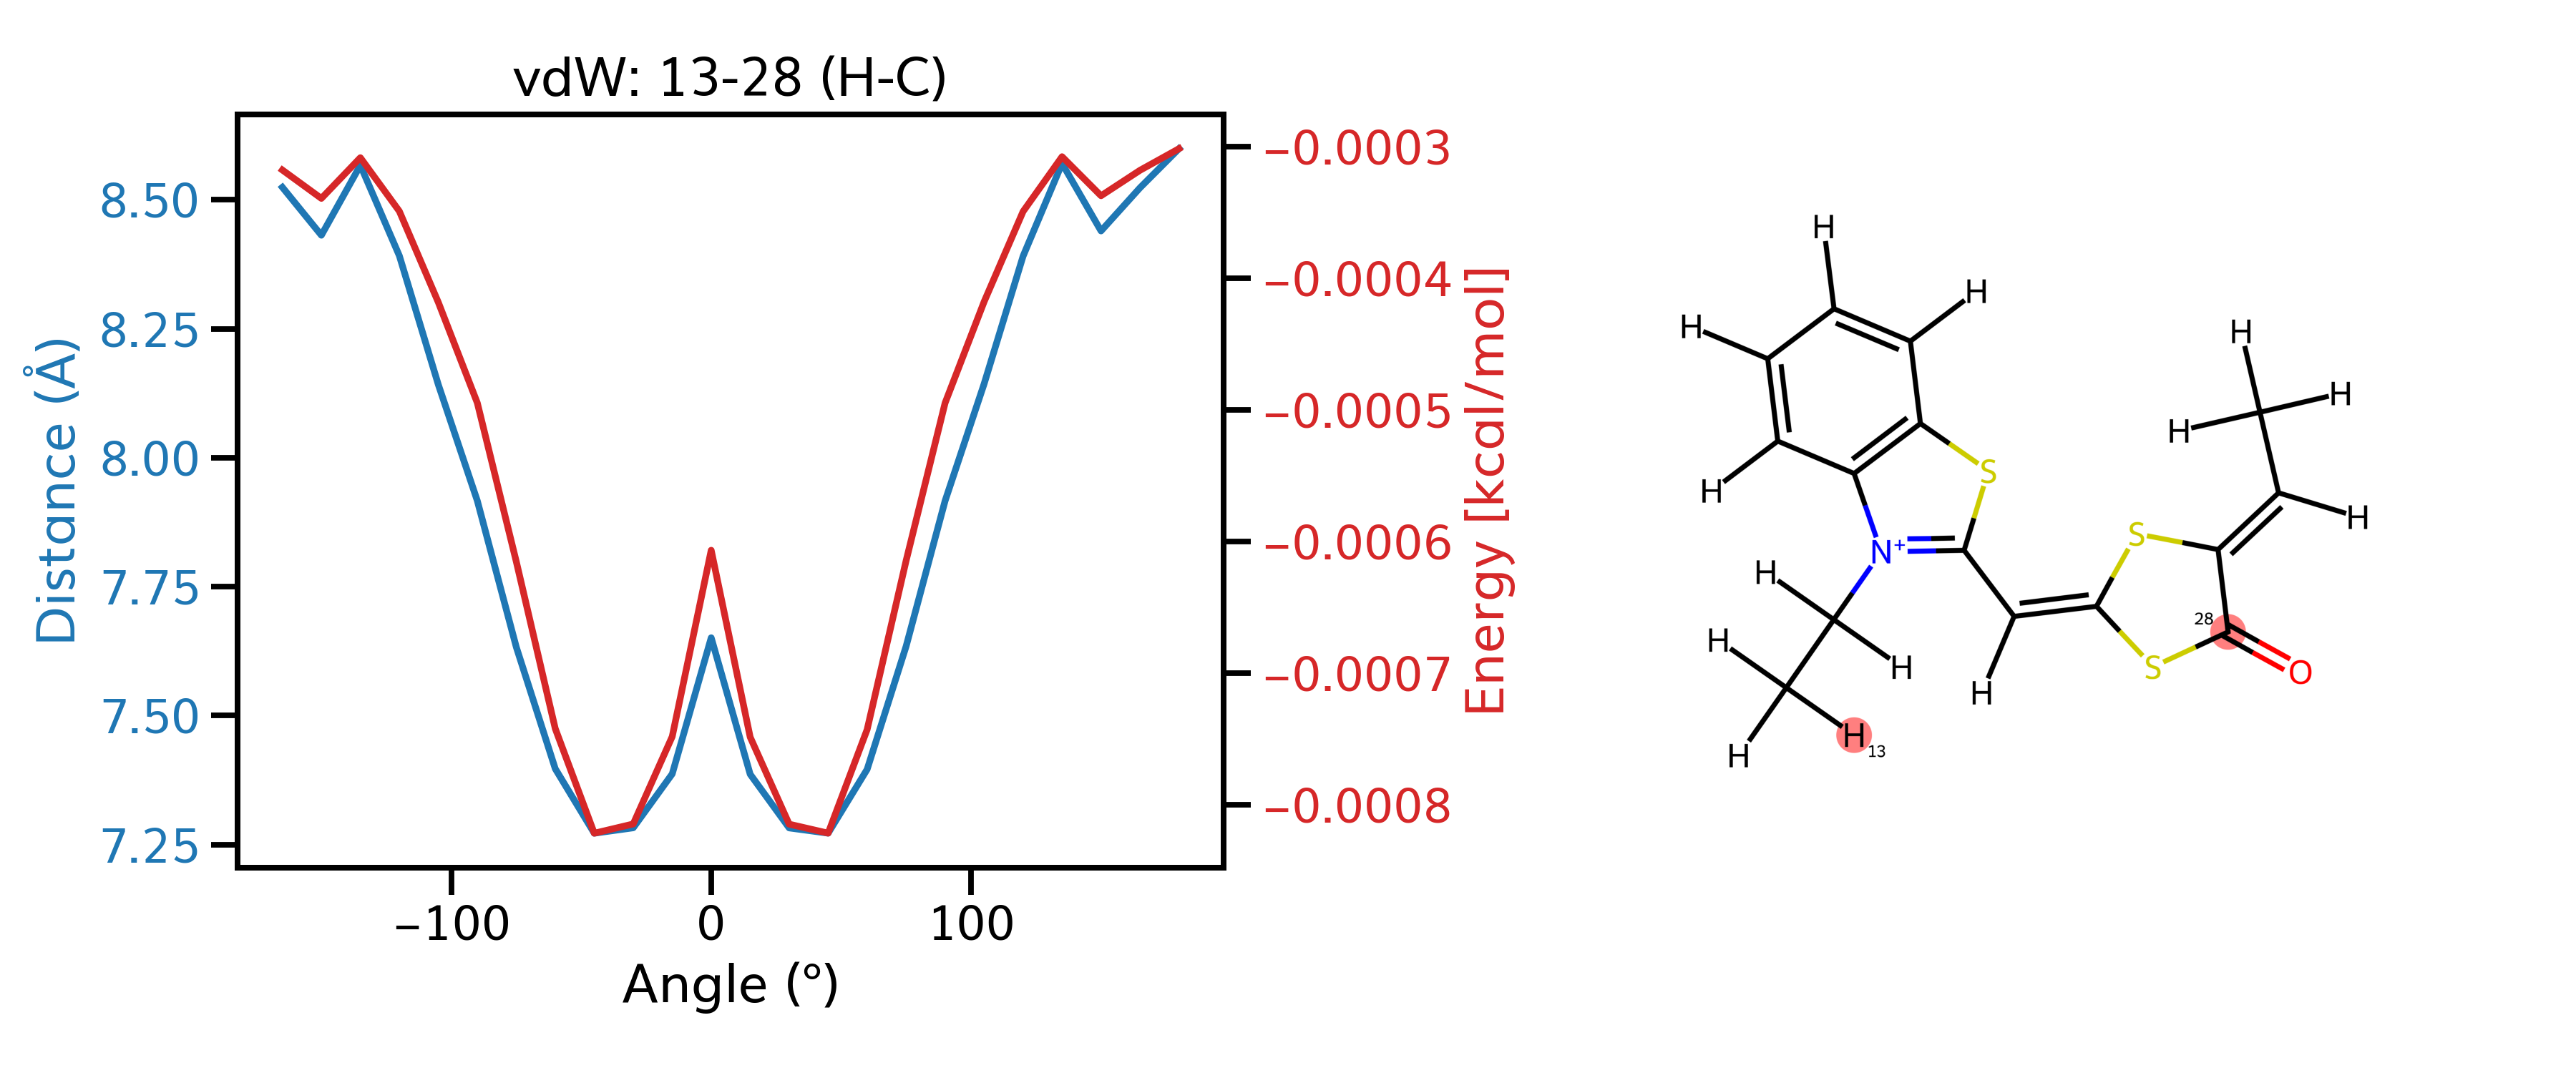 vdW: 13-28 (H-C)
Distance (Å)
8.50
8.25
8.00
7.75
7.50
7.25
−100
0
100
Angle (°)
−0.0003
−0.0004
−0.0005
−0.0006
−0.0007
−0.0008
Energy [kcal/mol]
H
H
H
H
H
H
H
S
H
H
S
N+
H
H
28
H
H
S
O
H
H
13
H